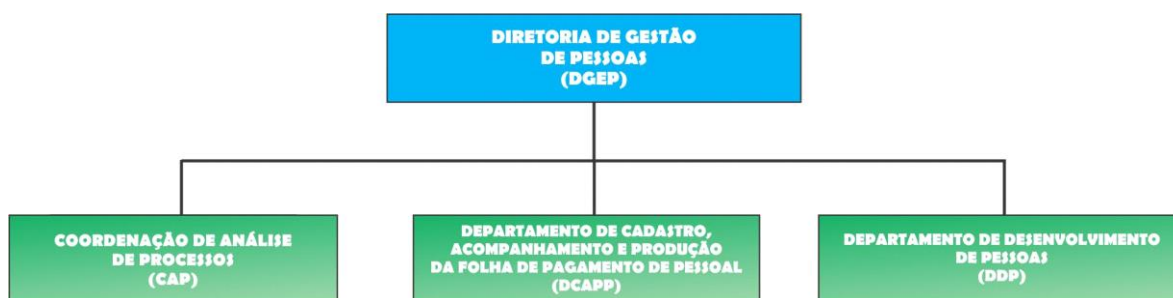 DIRETORIA DE GESTÃO
DE PESSOAS
(DGEP)
COORDENAÇÃO DE ANÁLISE
DE PROCESSOS
(CAP)
DEPARTAMENTO DE CADASTRO,
ACOMPANHAMENTO E PRODUÇÃO
DA FOLHA DE PAGAMENTO DE PESSOAL
(DCAPP)
DEPARTAMENTO DE DESENVOLVIMENTO
DE PESSOAS
(DDP)